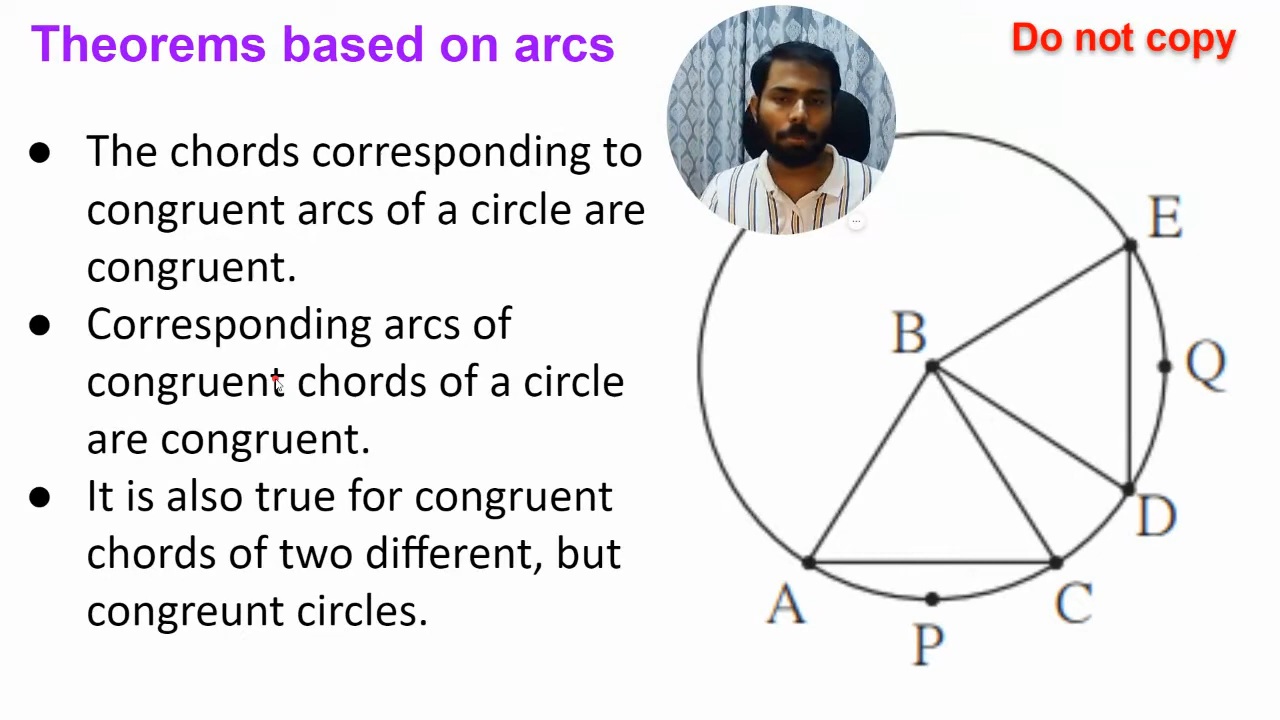 Theorems based on arcs
Do not copy
● The chords corresponding to
congruent arcs of a circle are
congruent.
● Corresponding arcs of
congruent chords of a circle
are congruent.
● It is also true for congruent
chords of two different, but
congreunt circles.
E
B
Q
D
A
C
P